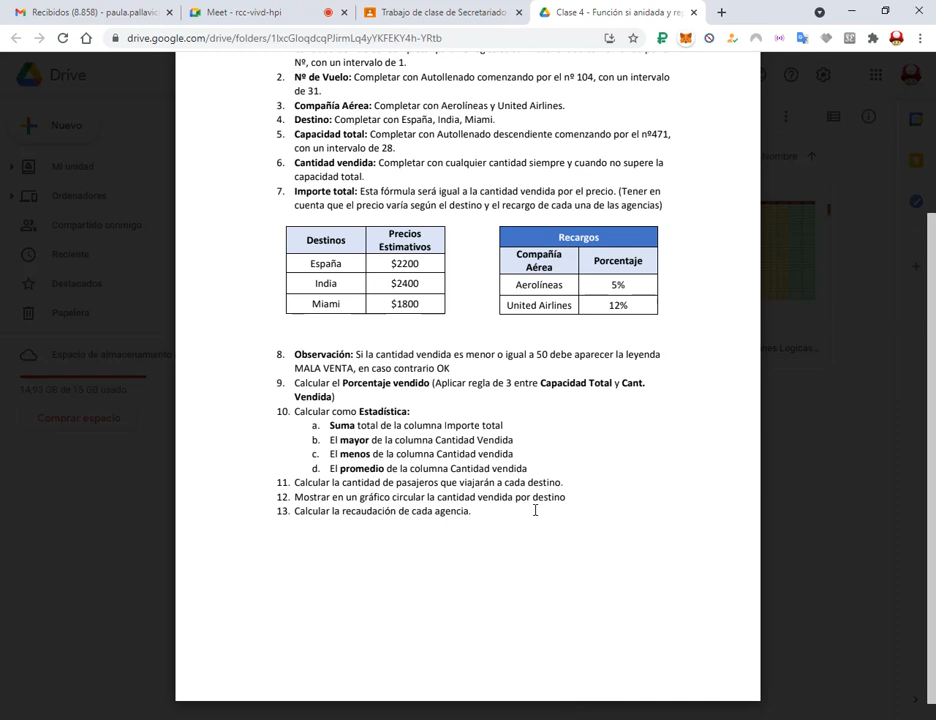 Recibidos (8.858) - paula.pallavic
Meet - rcc-vivd-hpi
Trabajo de clase de Secretariado
Clase 4 - Función si anidada y re
drive.google.com/drive/folders/1lxcGIoqdcqPJirmLq4yYKFEKY4h-YRtb
Drive
Nuevo
Mi unidad
Ordenadores
Compartido conmigo
Reciente
Destacados
Papelera
Espacio de almacenamiento
14,93 GB de 15 GB usado
Comprar espacio
Nombre
Nº, con un intervalo de 1.
2. Nº de Vuelo: Completar con Autollenado comenzando por el nº 104, con un intervalo
de 31.
3. Compañía Aérea: Completar con Aerolíneas y United Airlines.
4. Destino: Completar con España, India, Miami.
5. Capacidad total: Completar con Autollenado descendiente comenzando por el nº471,
con un intervalo de 28.
6. Cantidad vendida: Completar con cualquier cantidad siempre y cuando no supere la
capacidad total.
7. Importe total: Esta fórmula será igual a la cantidad vendida por el precio. (Tener en
cuenta que el precio varía según el destino y el recargo de cada una de las agencias)
Destinos Precios Estimativos
España $2200
India $2400
Miami $1800
Recargos
Compañía Aérea Porcentaje
Aerolíneas 5%
United Airlines 12%
8. Observación: Si la cantidad vendida es menor o igual a 50 debe aparecer la leyenda
MALA VENTA, en caso contrario OK
9. Calcular el Porcentaje vendido (Aplicar regla de 3 entre Capacidad Total y Cant.
Vendida)
10. Calcular como Estadística:
a. Suma total de la columna Importe total
b. El mayor de la columna Cantidad Vendida
c. El menos de la columna Cantidad vendida
d. El promedio de la columna Cantidad vendida
11. Calcular la cantidad de pasajeros que viajarán a cada destino.
12. Mostrar en un gráfico circular la cantidad vendida por destino
13. Calcular la recaudación de cada agencia.